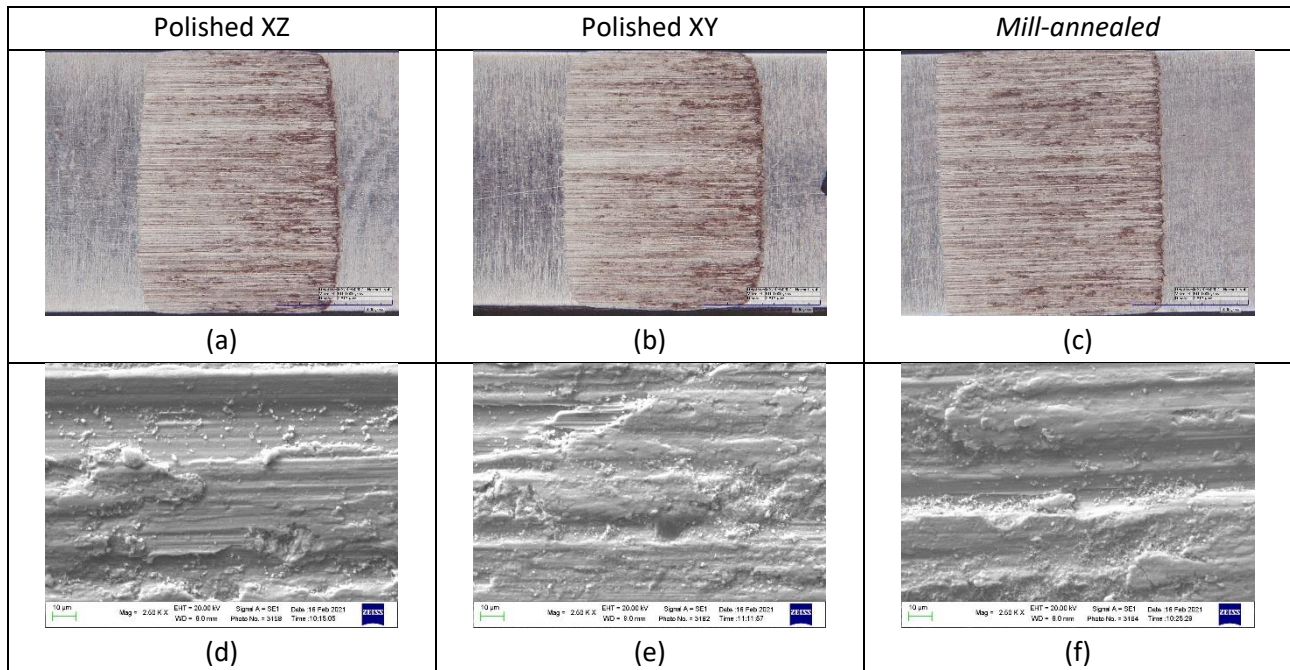 Polished XZ
Polished XY
Mill-annealed
(a)
(b)
(c)
10 µm
Mag = 2.50 K X
EHT = 20.00 kV
WD = 8.0 mm
Signal A = SE1
Photo No. = 3158
Date :16 Feb 2021
Time :10:15:05
ZEISS
10 µm
Mag = 2.50 K X
EHT = 20.00 kV
WD = 9.0 mm
Signal A = SE1
Photo No. = 3182
Date :16 Feb 2021
Time :11:11:57
ZEISS
10 µm
Mag = 2.50 K X
EHT = 20.00 kV
WD = 8.0 mm
Signal A = SE1
Photo No. = 3164
Date :16 Feb 2021
Time :10:25:29
ZEISS
(d)
(e)
(f)